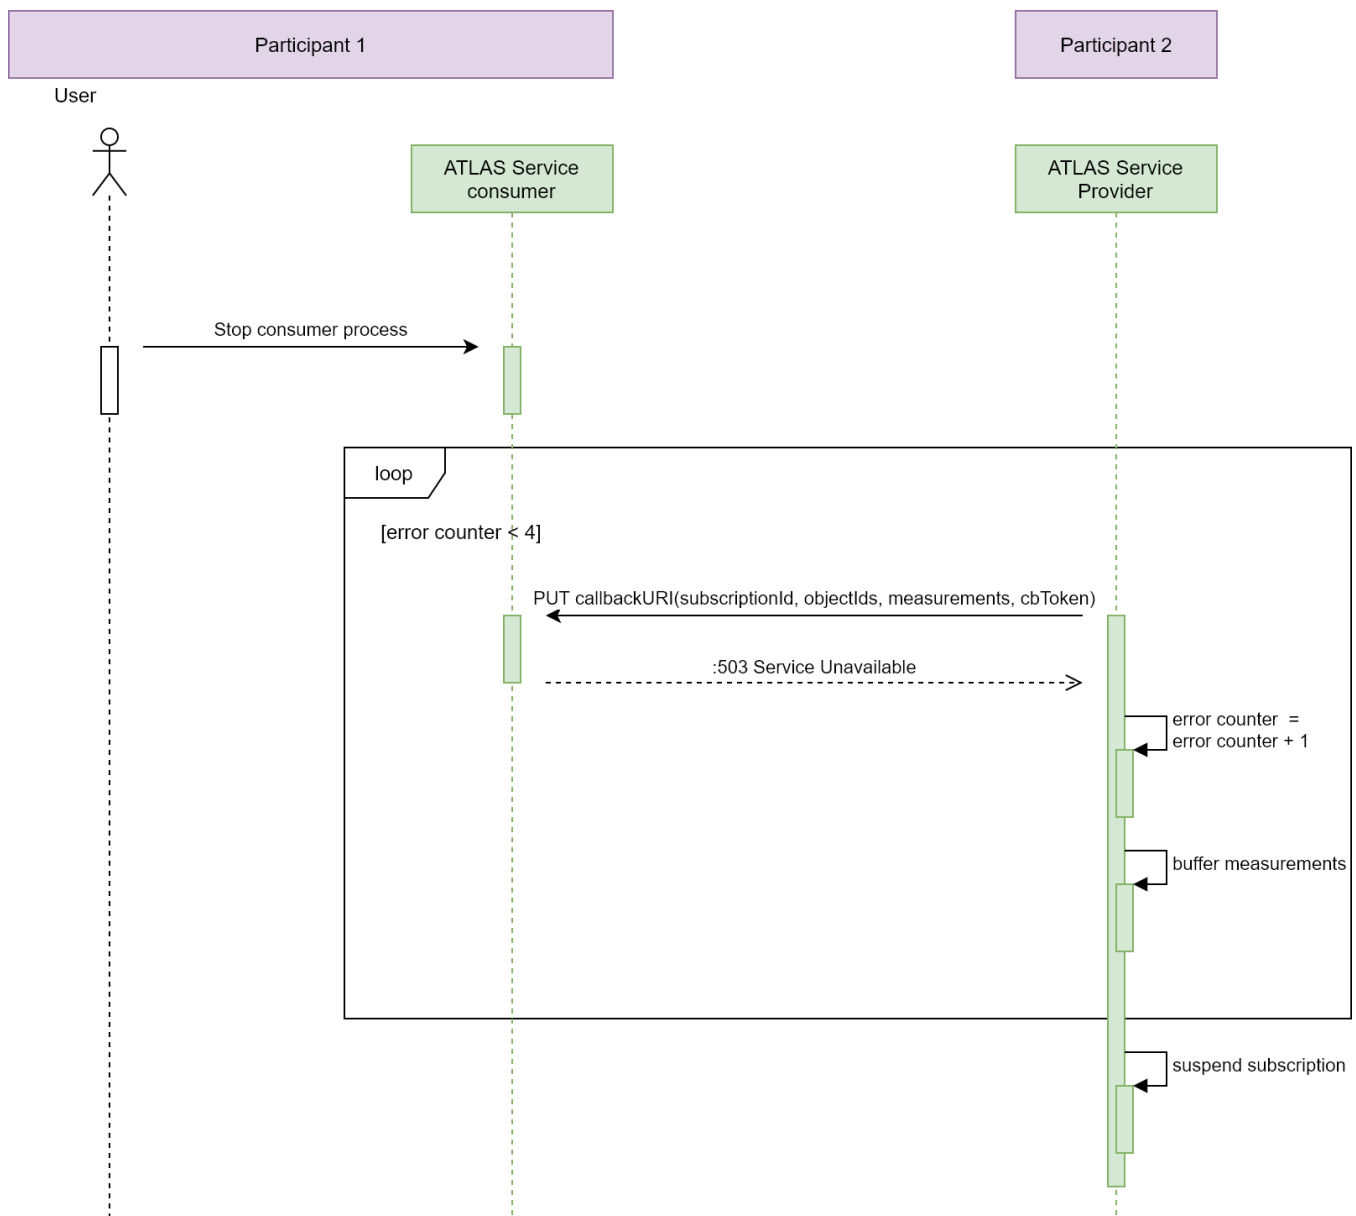 Participant 1
Participant 2
User
ATLAS Service
consumer
ATLAS Service
Provider
Stop consumer process
loop
[error counter < 4]
PUT callbackURI(subscriptionId, objectIds, measurements, cbToken)
:503 Service Unavailable
error counter  =
error counter + 1
buffer measurements
suspend subscription